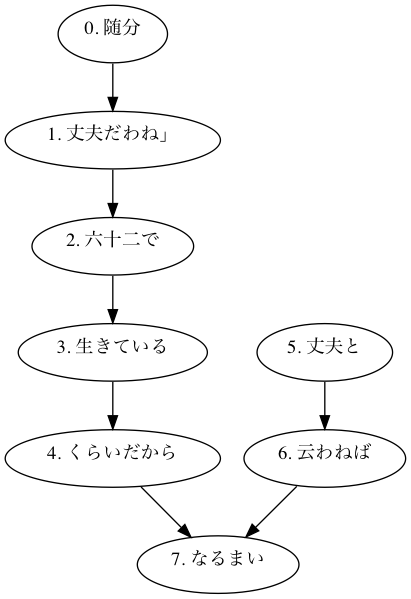 0. 随分
1. 丈夫だわね」
2. 六十二で
3. 生きている
5. 丈夫と
4. くらいだから
6. 云わねば
7. なるまい